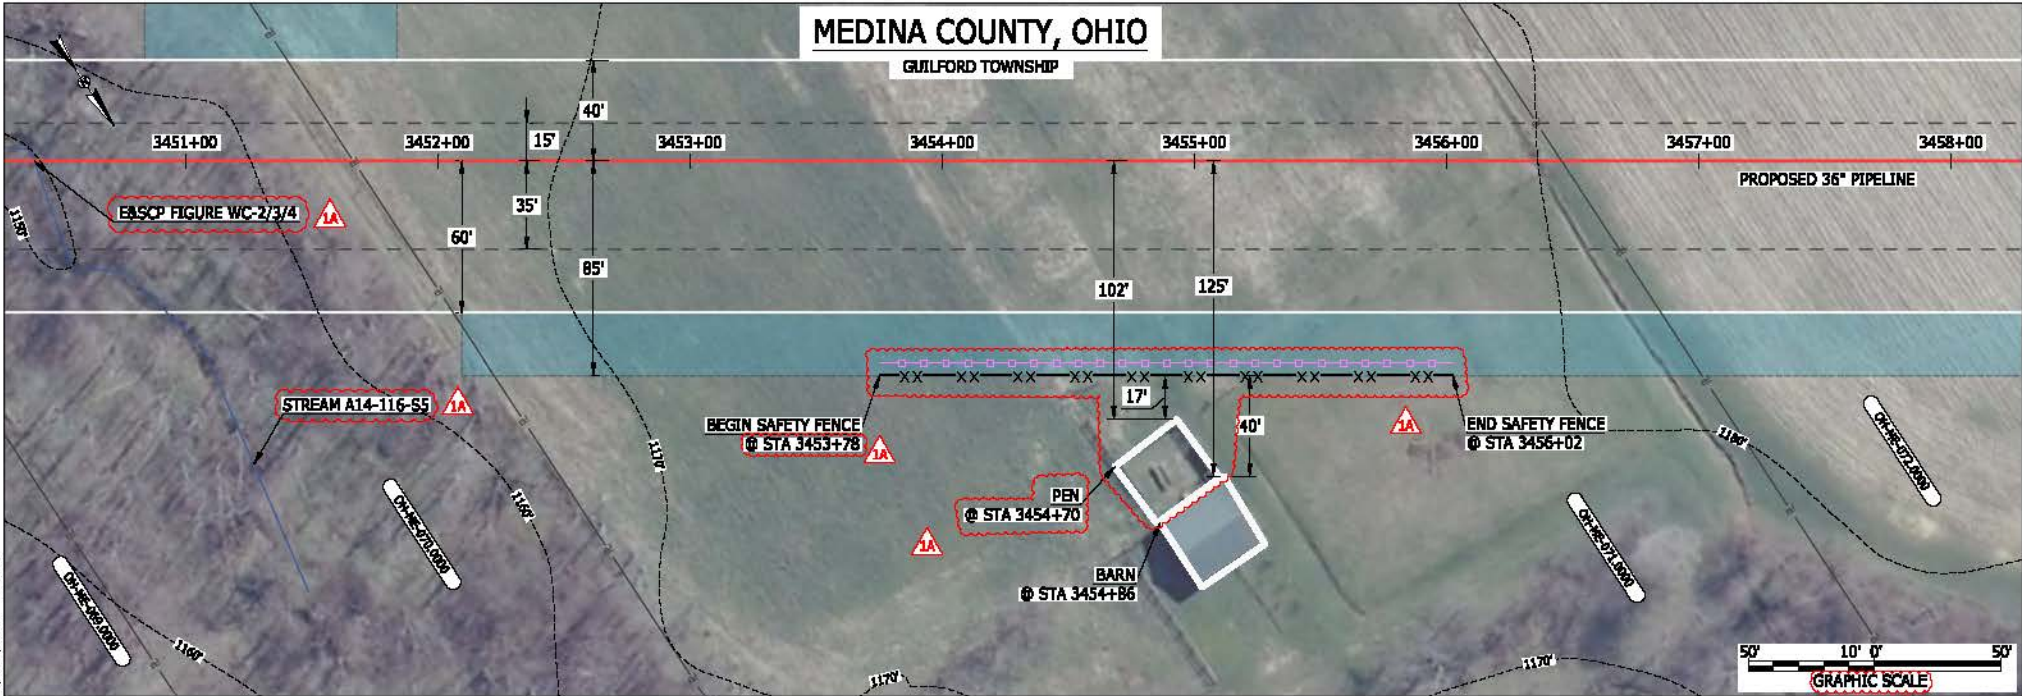 MEDINA COUNTY, OHIO
GUILFORD TOWNSHIP
40'
15'
3451+00
3452+00
3453+00
3454+00
3455+00
3456+00
3457+00
3458+00
PROPOSED 36" PIPELINE
E&SCP FIGURE WC-2/3/4
1A
35'
60'
85'
102'
125'
1150'
STREAM A14-116-S5
1A
17'
40'
BEGIN SAFETY FENCE
@ STA 3453+78
1A
1A
END SAFETY FENCE
@ STA 3456+02
1170'
1180'
OH-ME-072.0000
PEN
@ STA 3454+70
1A
1160'
OH-ME-070.0000
OH-ME-071.0000
BARN
@ STA 3454+86
OH-ME-069.0000
1160'
1170'
1170'
50' 10' 0' 50'
GRAPHIC SCALE